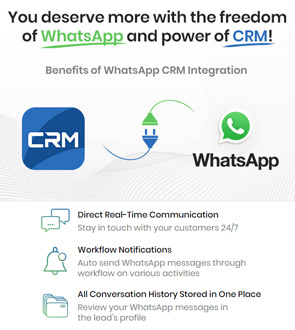 You deserve more with the freedom
of WhatsApp and power of CRM!
Benefits of WhatsApp CRM Integration
CRM
WhatsApp
Direct Real-Time Communication
Stay in touch with your customers 24/7
Workflow Notifications
Auto send WhatsApp messages through
workflow on various activities
All Conversation History Stored in One Place
Review your WhatsApp messages in
the lead's profile